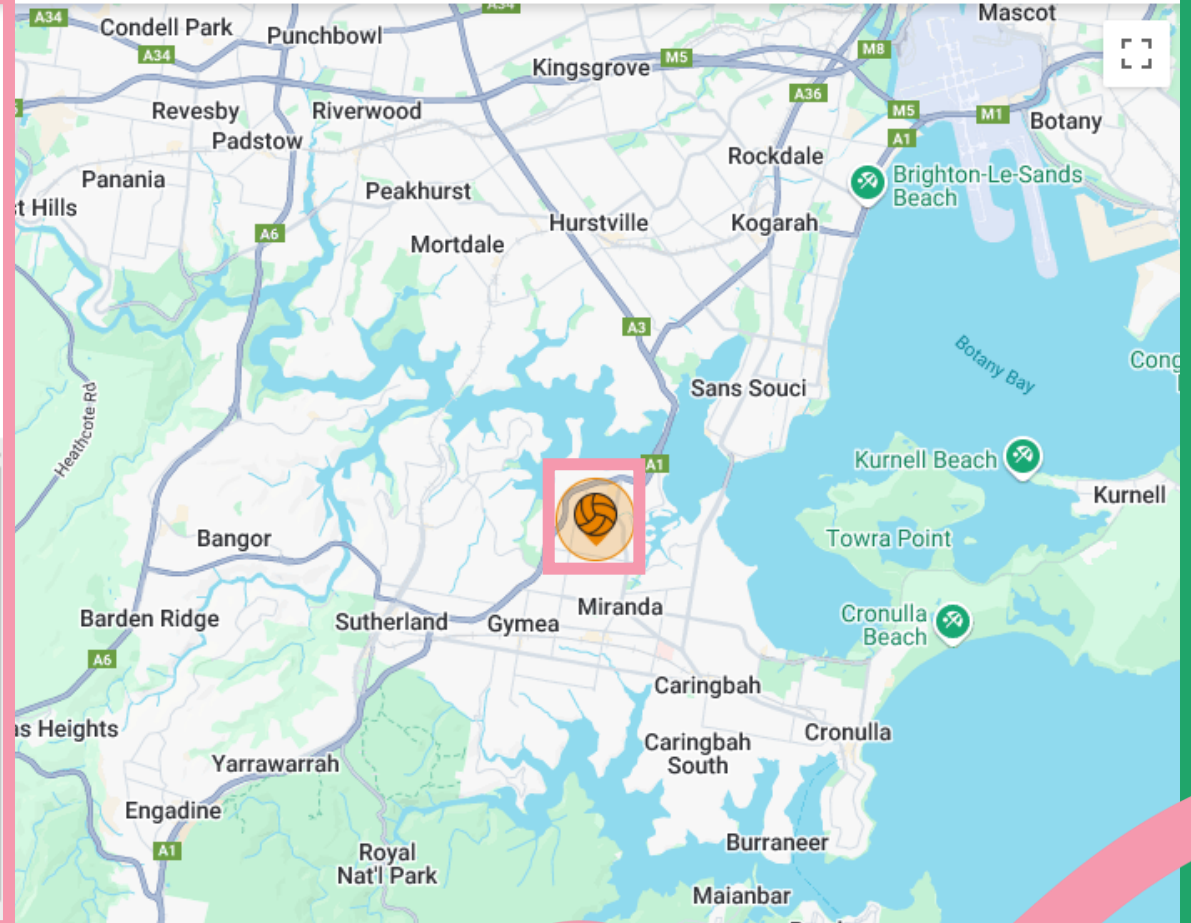 A34
Mascot
A34
Condell Park
Punchbowl
A34
M8
M5
Kingsgrove
A36
Revesby
Riverwood
M5
M1
Botany
Padstow
A1
Rockdale
Panania
Brighton-Le-Sands
Beach
Peakhurst
st Hills
Hurstville
Kogarah
A6
Mortdale
A3
Botany Bay
Cong
Sans Souci
Heathcote Rd
A1
Kurnell Beach
Kurnell
Bangor
Towra Point
Miranda
Barden Ridge
Sutherland
Gymea
Cronulla
Beach
A6
Caringbah
as Heights
Cronulla
Caringbah
South
Yarrawarrah
Engadine
A1
Burraneer
Royal
Nat'l Park
Maianbar